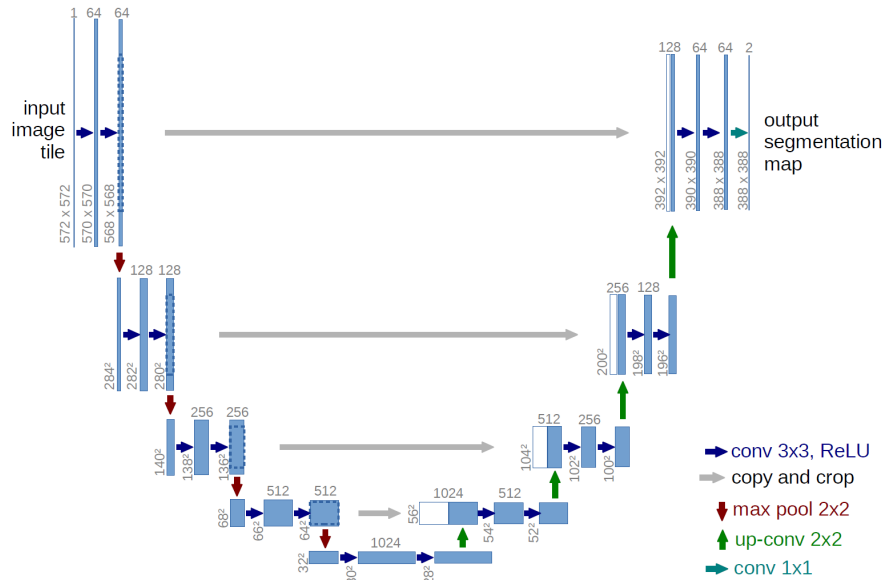 1 64 64
input
image
tile
572 x 572
570 x 570
568 x 568
128 64 64 2
output
segmentation
map
392 x 392
390 x 390
388 x 388
388 x 388
128 128
284²
282²
280²
256 128
200²
198²
196²
256 256
140²
138²
136²
512 256
104²
102²
100²
512 512
68²
66²
64²
1024 512
56²
54²
52²
1024
32²
30²
28²
conv 3x3, ReLU
copy and crop
max pool 2x2
up-conv 2x2
conv 1x1